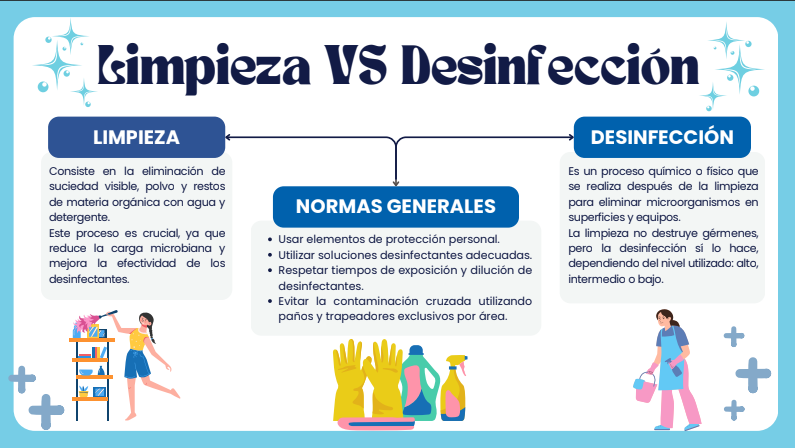 Limpieza VS Desinfección
LIMPIEZA
Consiste en la eliminación de
suciedad visible, polvo y restos
de materia orgánica con agua y
detergente.
Este proceso es crucial, ya que
reduce la carga microbiana y
mejora la efectividad de los
desinfectantes.
NORMAS GENERALES
• Usar elementos de protección personal.
• Utilizar soluciones desinfectantes adecuadas.
• Respetar tiempos de exposición y dilución de
desinfectantes.
• Evitar la contaminación cruzada utilizando
paños y trapeadores exclusivos por área.
DESINFECCIÓN
Es un proceso químico o físico que
se realiza después de la limpieza
para eliminar microorganismos en
superficies y equipos.
La limpieza no destruye gérmenes,
pero la desinfección sí lo hace,
dependiendo del nivel utilizado: alto,
intermedio o bajo.